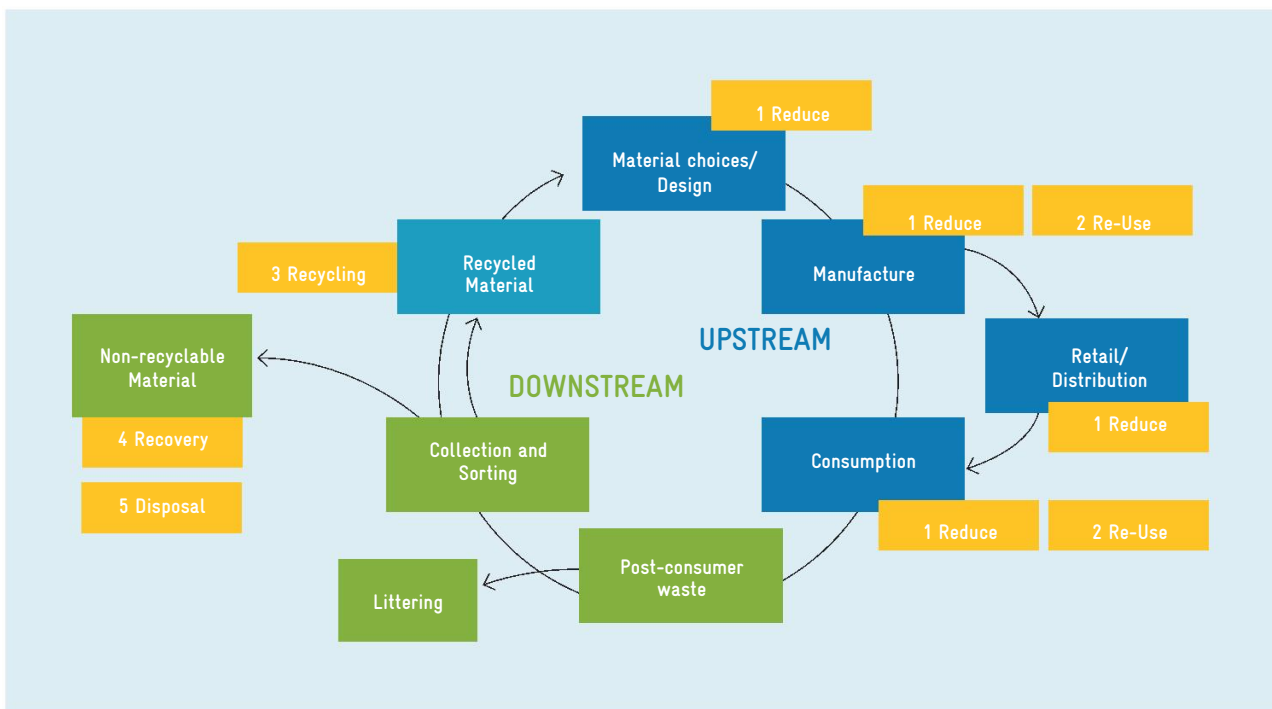 1 Reduce
Material choices/
Design
1 Reduce
2 Re-Use
Manufacture
Recycled
Material
3 Recycling
UPSTREAM
Retail/
Distribution
1 Reduce
Non-recyclable
Material
DOWNSTREAM
4 Recovery
5 Disposal
Collection and
Sorting
Consumption
1 Reduce
2 Re-Use
Post-consumer
waste
Littering